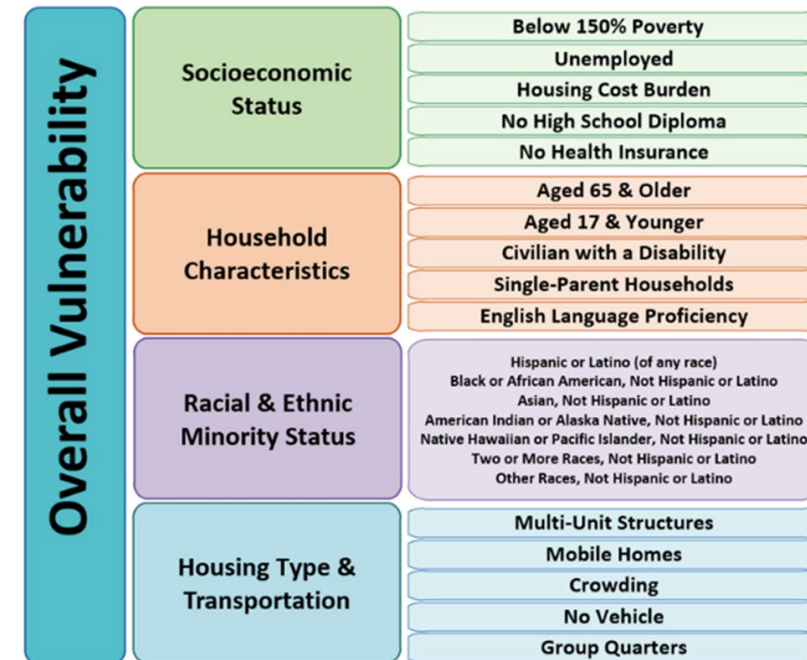 Overall Vulnerability
Socioeconomic
Status
Below 150% Poverty
Unemployed
Housing Cost Burden
No High School Diploma
No Health Insurance
Household
Characteristics
Aged 65 & Older
Aged 17 & Younger
Civilian with a Disability
Single-Parent Households
English Language Proficiency
Racial & Ethnic
Minority Status
Hispanic or Latino (of any race)
Black or African American, Not Hispanic or Latino
Asian, Not Hispanic or Latino
American Indian or Alaska Native, Not Hispanic or Latino
Native Hawaiian or Pacific Islander, Not Hispanic or Latino
Two or More Races, Not Hispanic or Latino
Other Races, Not Hispanic or Latino
Housing Type &
Transportation
Multi-Unit Structures
Mobile Homes
Crowding
No Vehicle
Group Quarters